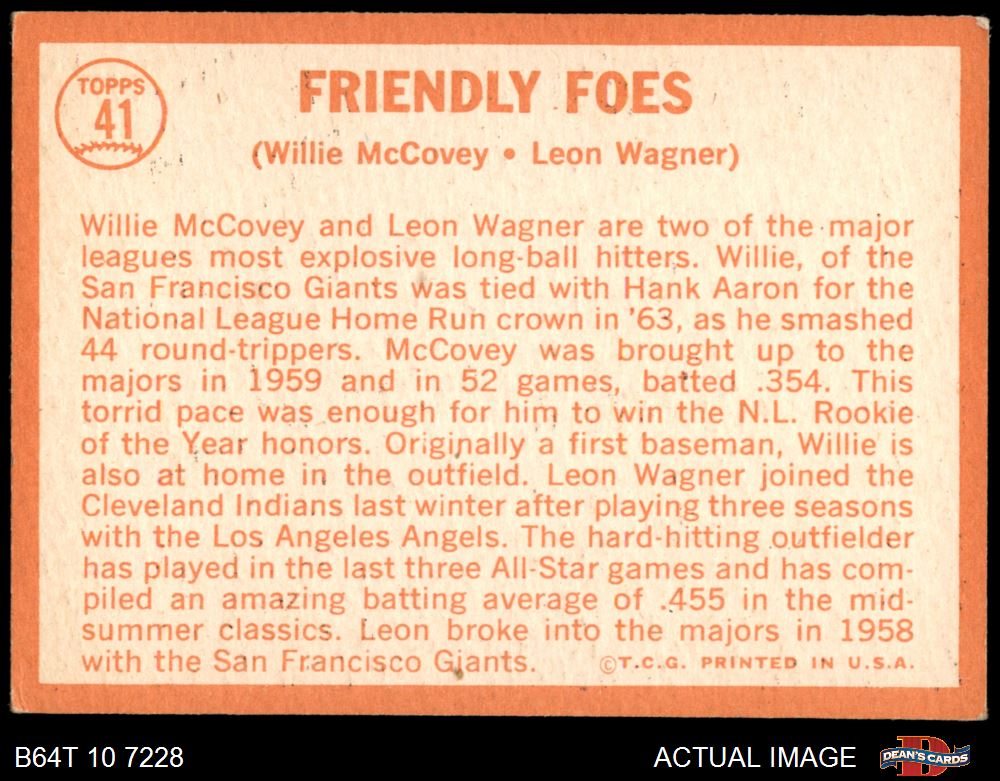 TOPPS
41
FRIENDLY FOES
(Willie McCovey • Leon Wagner)
Willie McCovey and Leon Wagner are two of the major
leagues most explosive long-ball hitters. Willie, of the
San Francisco Giants was tied with Hank Aaron for the
National League Home Run crown in '63, as he smashed
44 round-trippers. McCovey was brought up to the
majors in 1959 and in 52 games, batted .354. This
torrid pace was enough for him to win the N.L. Rookie
of the Year honors. Originally a first baseman, Willie is
also at home in the outfield. Leon Wagner joined the
Cleveland Indians last winter after playing three seasons
with the Los Angeles Angels. The hard-hitting outfielder
has played in the last three All-Star games and has com-
piled an amazing batting average of .455 in the mid-
summer classics. Leon broke into the majors in 1958
with the San Francisco Giants. ©T.C.G. PRINTED IN U.S.A.
B64T 10 7228 ACTUAL IMAGE DEAN'S CARDS